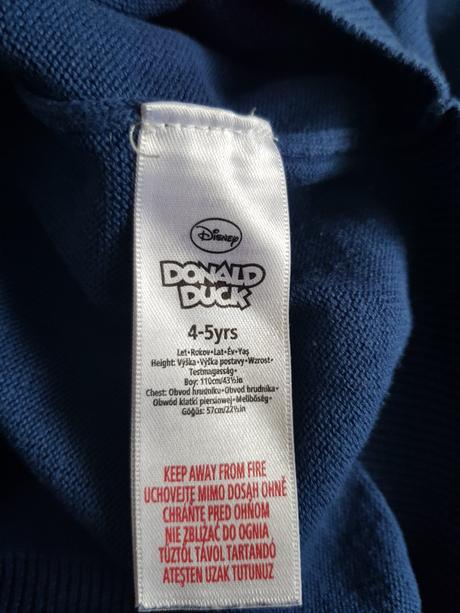 Disney
DONALD
DUCK
4-5yrs
Let•Rokov•Lat•Év•Yaş
Height: Výška•Výška postavy•Wzrost•
Testmagasság•
Boy: 110cm/43½in
Chest: Obvod hrudníku•Obvod hrudníka•
Obwód klatki piersiowej•Mellbőség•
Göğüs: 57cm/22½in
KEEP AWAY FROM FIRE
UCHOVEJTE MIMO DOSAH OHNĚ
CHRÁŇTE PRED OHŇOM
NIE ZBLIŻAĆ DO OGNIA
TŰZTŐL TÁVOL TARTANDÓ
ATEŞTEN UZAK TUTUNUZ